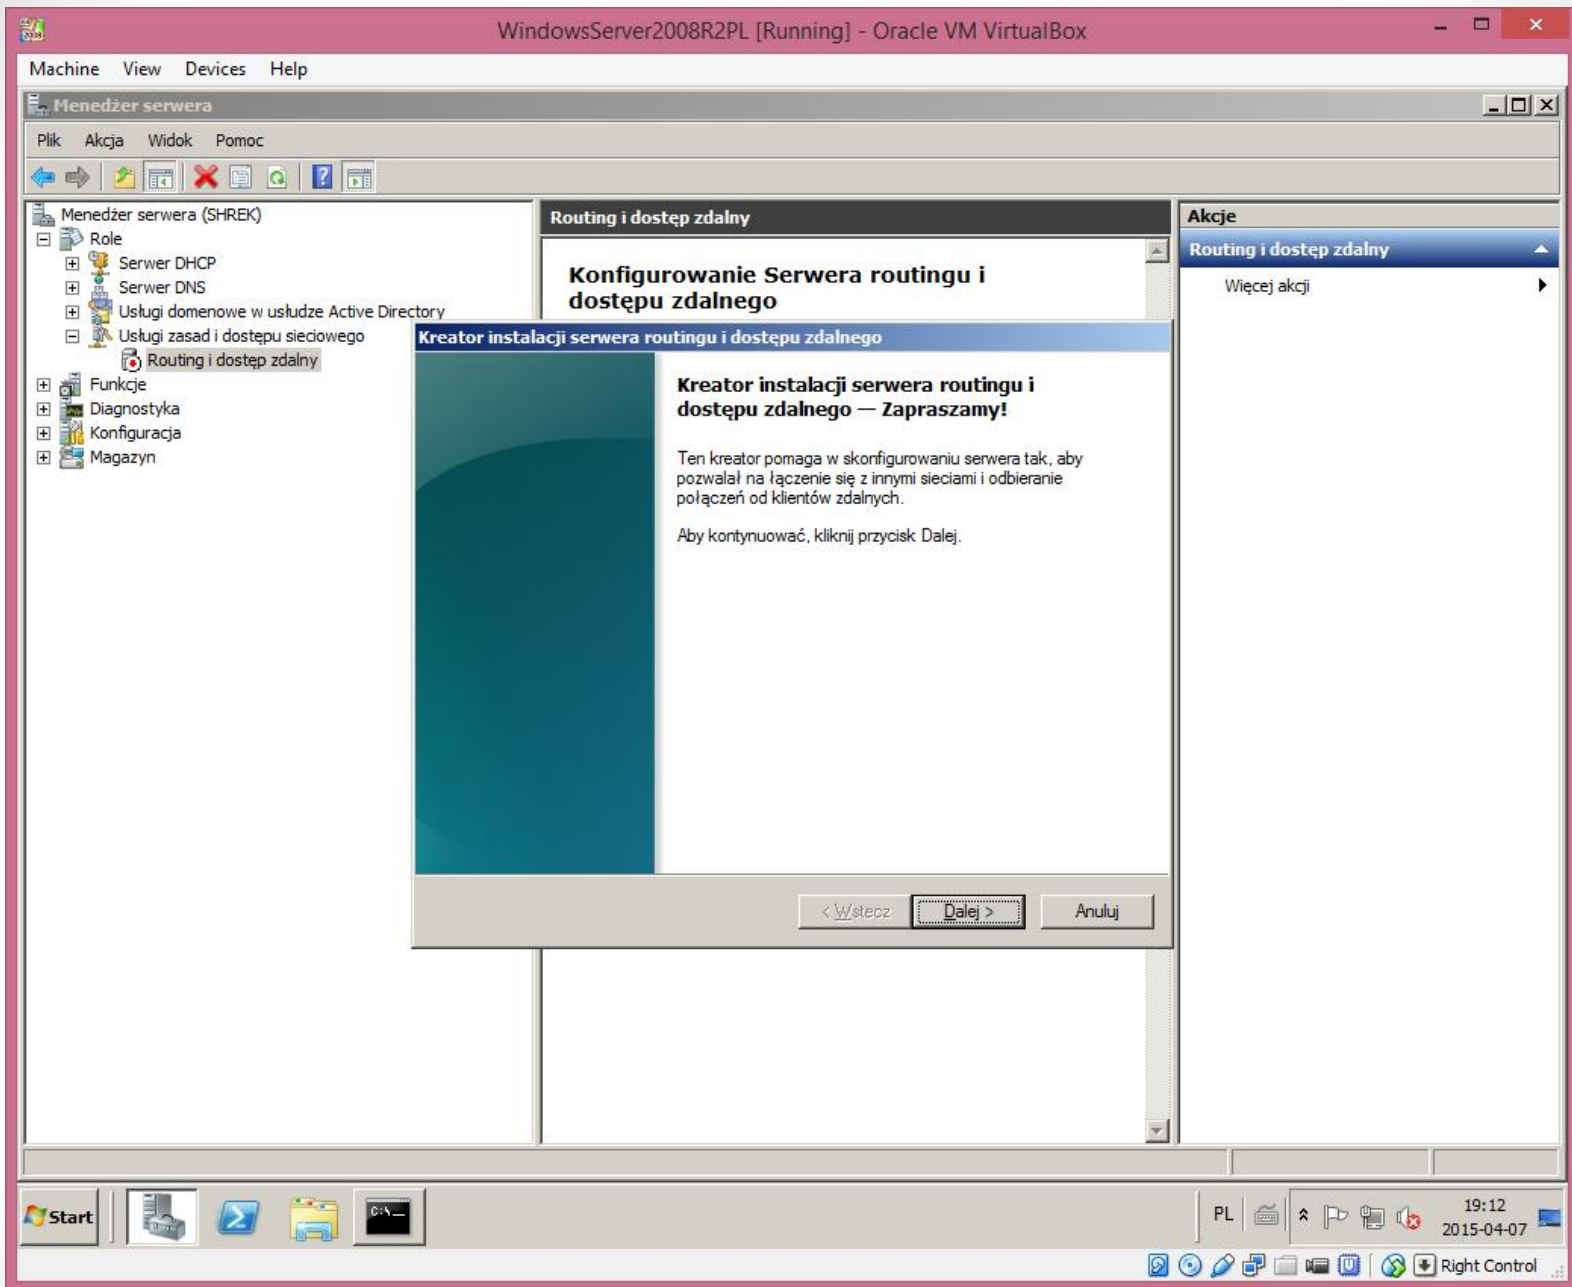 WindowsServer2008R2PL [Running] - Oracle VM VirtualBox
Machine View Devices Help
Menedżer serwera
Plik Akcja Widok Pomoc
Menedżer serwera (SHREK)
Role
Serwer DHCP
Serwer DNS
Usługi domenowe w usłudze Active Directory
Usługi zasad i dostępu sieciowego
Routing i dostęp zdalny
Funkcje
Diagnostyka
Konfiguracja
Magazyn
Routing i dostęp zdalny
Konfigurowanie Serwera routingu i
dostępu zdalnego
Akcje
Routing i dostęp zdalny
Więcej akcji
Kreator instalacji serwera routingu i dostępu zdalnego
Kreator instalacji serwera routingu i
dostępu zdalnego — Zapraszamy!
Ten kreator pomaga w skonfigurowaniu serwera tak, aby
pozwalał na łączenie się z innymi sieciami i odbieranie
połączeń od klientów zdalnych.
Aby kontynuować, kliknij przycisk Dalej.
< Wstecz Dalej > Anuluj
Start
C:\_
PL
19:12
2015-04-07
Right Control